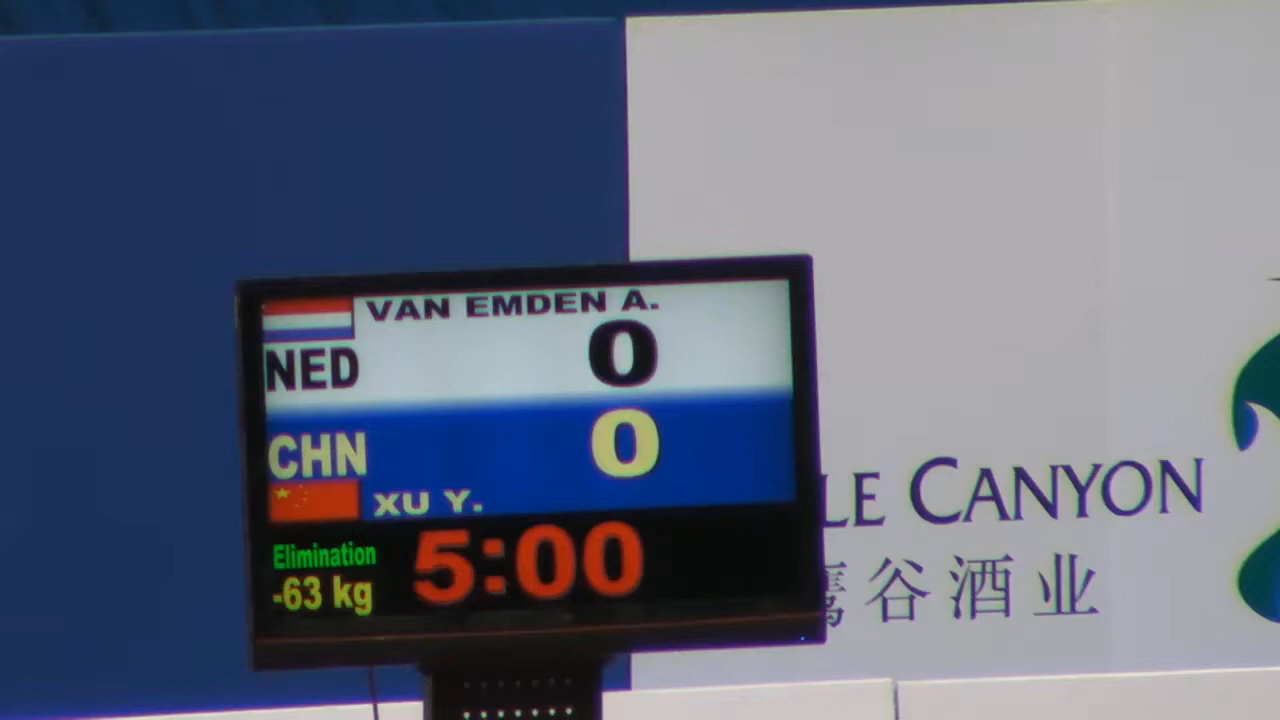 VAN EMDEN A.
NED 0
CHN 0
XU Y.
Elimination
-63 kg
5:00
LE CANYON
谷酒业